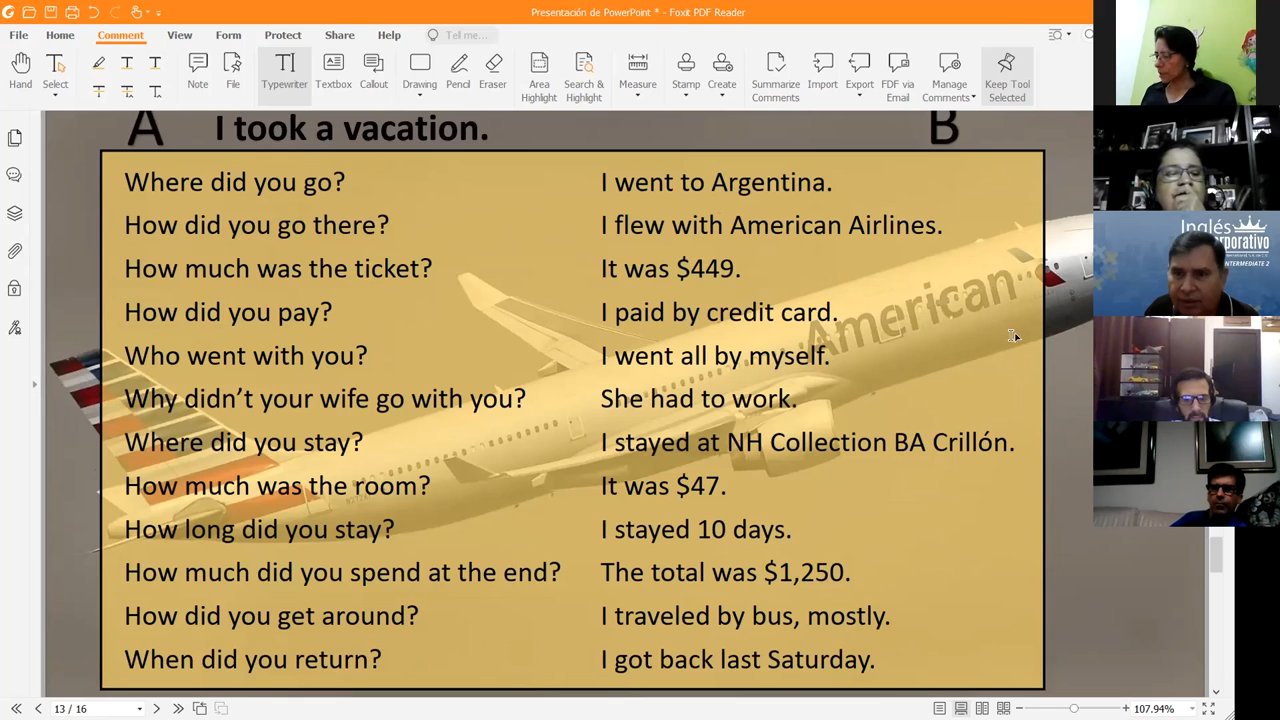 Presentación de PowerPoint * - Foxit PDF Reader
File Home Comment View Form Protect Share Help Tell me...
Hand Select Note File Typewriter Textbox Callout Drawing Pencil Eraser Area Highlight Search & Highlight Measure Stamp Create Summarize Comments Import Export FDF via Email Manage Comments Keep Tool Selected
A I took a vacation. B
Where did you go? I went to Argentina.
How did you go there? I flew with American Airlines.
How much was the ticket? It was $449.
How did you pay? I paid by credit card.
Who went with you? I went all by myself.
Why didn't your wife go with you? She had to work.
Where did you stay? I stayed at NH Collection BA Crillón.
How much was the room? It was $47.
How long did you stay? I stayed 10 days.
How much did you spend at the end? The total was $1,250.
How did you get around? I traveled by bus, mostly.
When did you return? I got back last Saturday.
American
Inglés
orporativo
INTERMEDIATE 2
13 / 16
107.94%